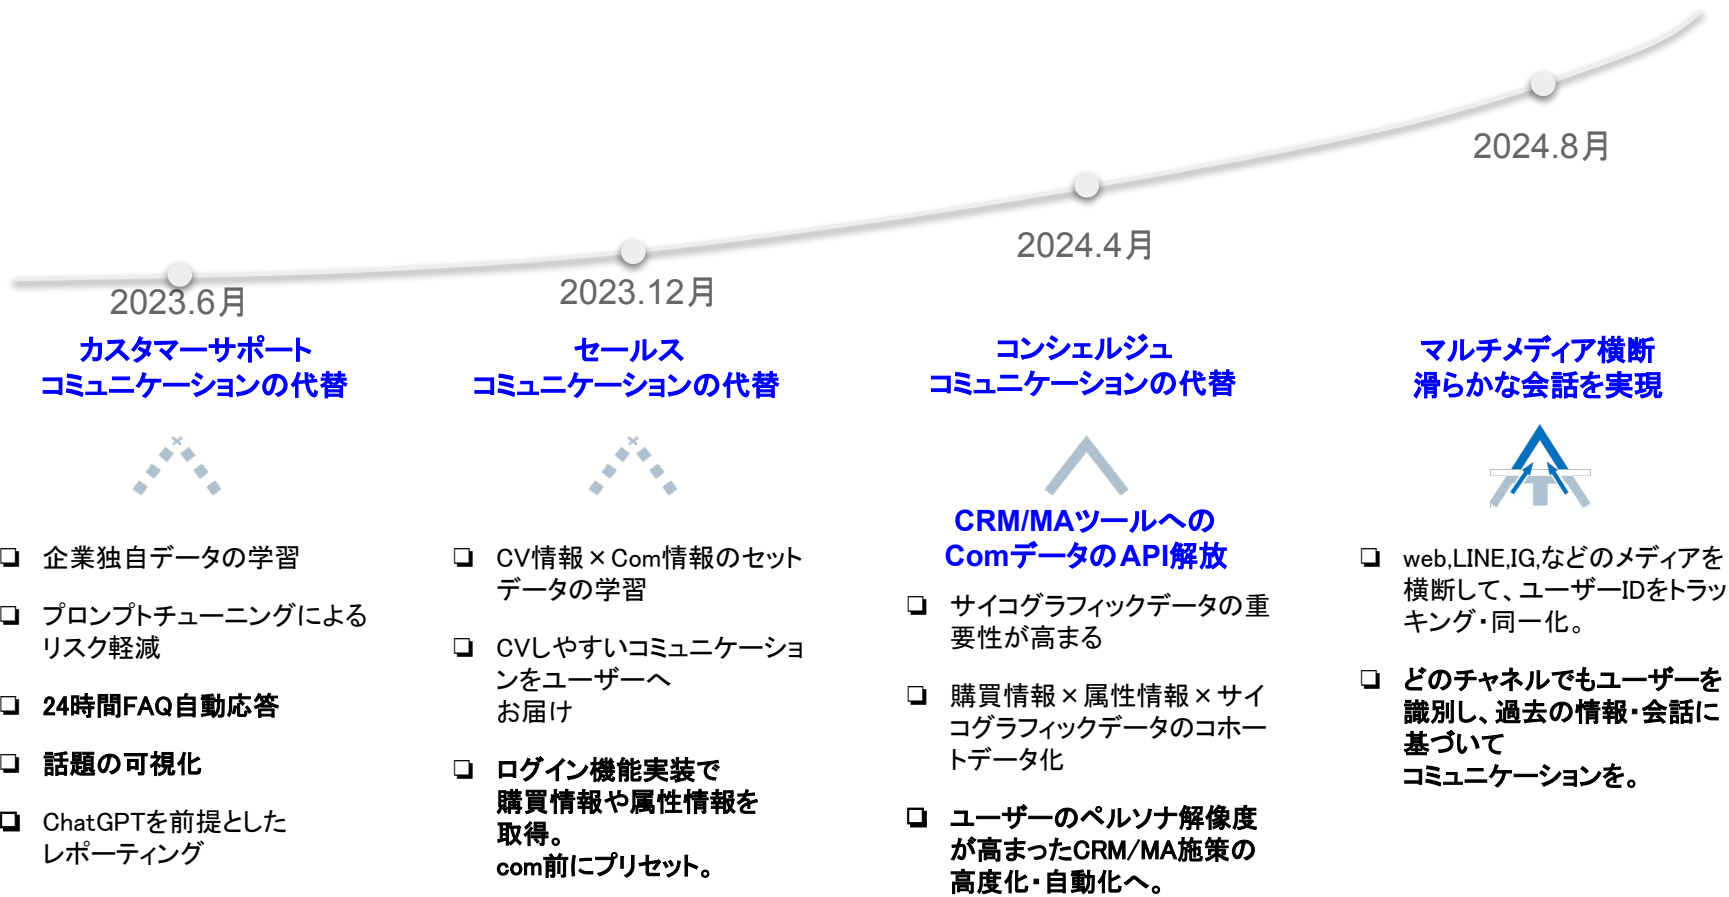 2023.6月
カスタマーサポート
コミュニケーションの代替
❏ 企業独自データの学習
❏ プロンプトチューニングによる
リスク軽減
❏ 24時間FAQ自動応答
❏ 話題の可視化
❏ ChatGPTを前提とした
レポーティング
2023.12月
セールス
コミュニケーションの代替
❏ CV情報×Com情報のセット
データの学習
❏ CVしやすいコミュニケーショ
ンをユーザーへ
お届け
❏ ログイン機能実装で
購買情報や属性情報を
取得。
com前にプリセット。
2024.4月
コンシェルジュ
コミュニケーションの代替
CRM/MAツールへの
ComデータのAPI解放
❏ サイコグラフィックデータの重
要性が高まる
❏ 購買情報×属性情報×サイ
コグラフィックデータのコホー
トデータ化
❏ ユーザーのペルソナ解像度
が高まったCRM/MA施策の
高度化・自動化へ。
2024.8月
マルチメディア横断
滑らかな会話を実現
❏ web,LINE,IG,などのメディアを
横断して、ユーザーIDをトラッ
キング・同一化。
❏ どのチャネルでもユーザーを
識別し、過去の情報・会話に
基づいて
コミュニケーションを。